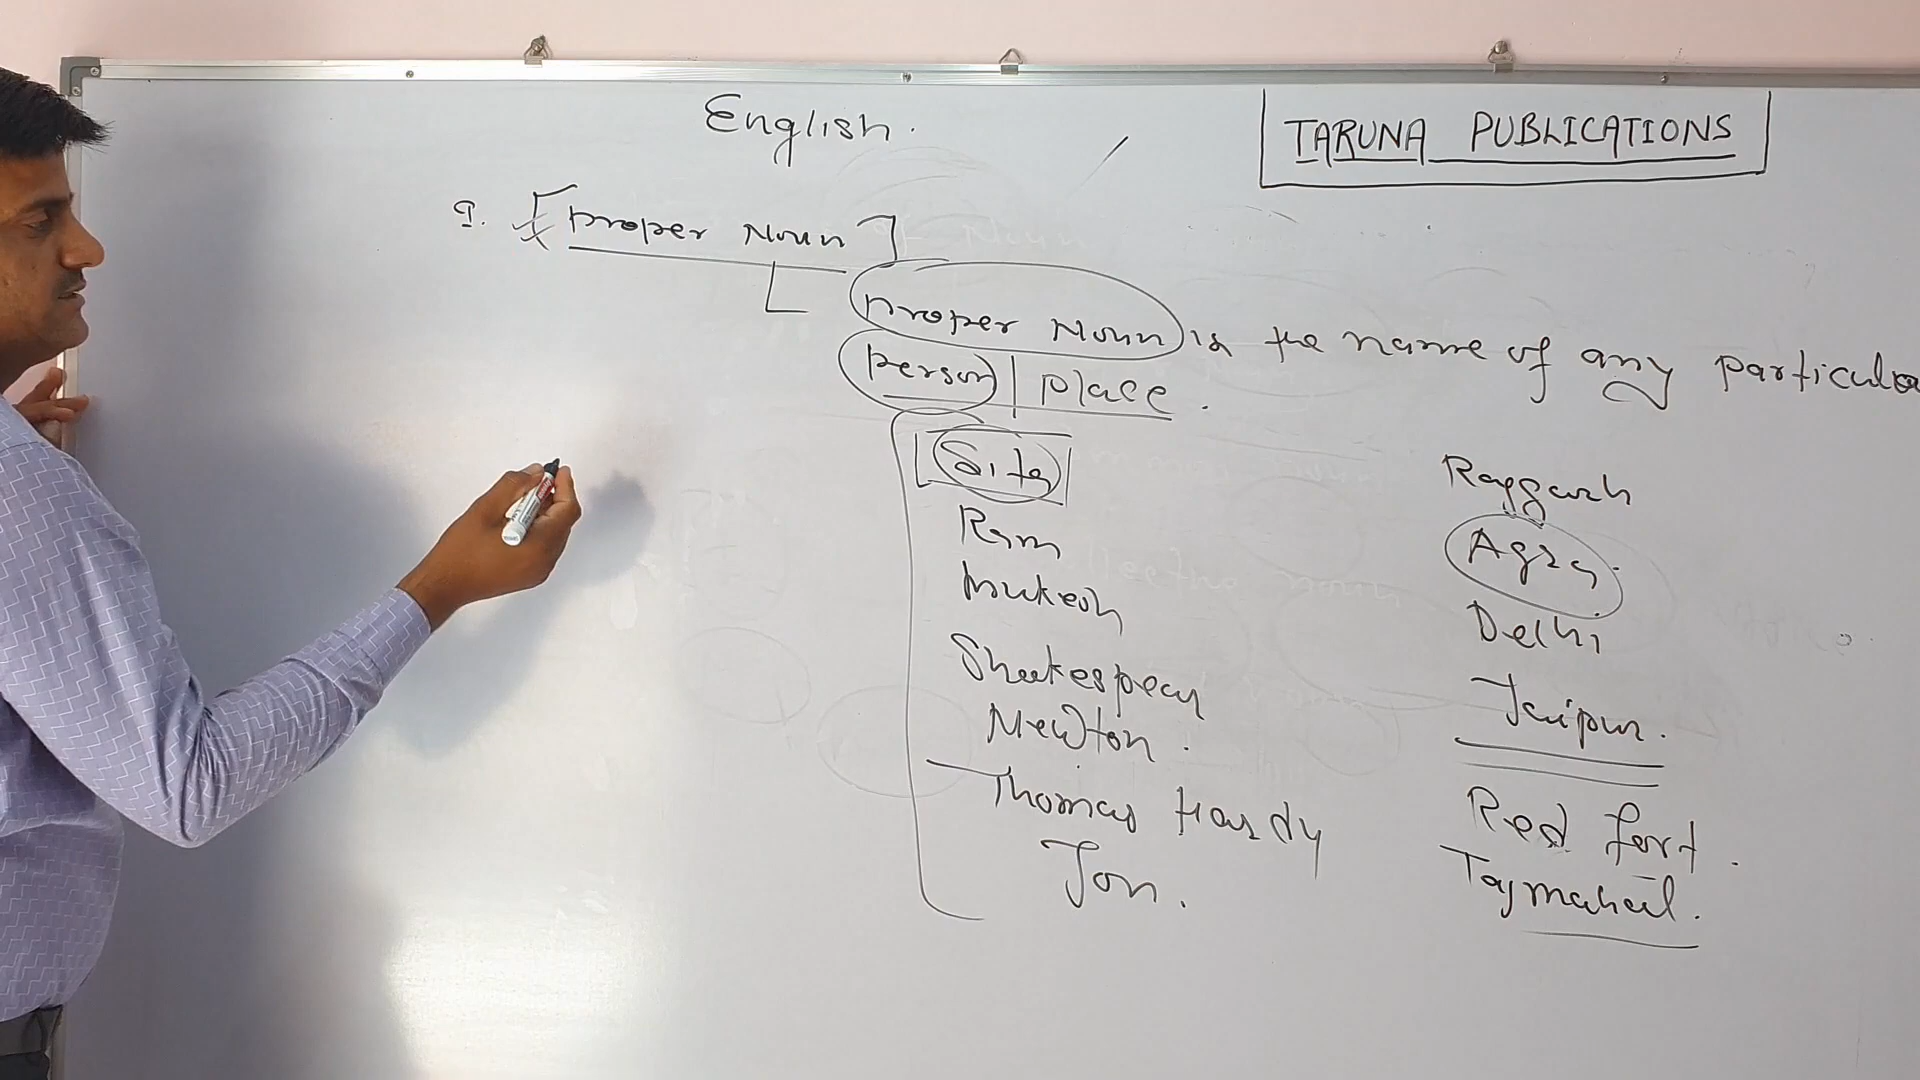 English.
TARUNA PUBLICATIONS
I. [Proper Noun]
Proper Noun is the name of any particular
person | place.
Sita
Ram
Mukesh
Shakespear
Newton.
Thomas Hardy
Jon.
Raygarh
Agra.
Delhi
Jaipur.
Red fort.
Tajmahal.